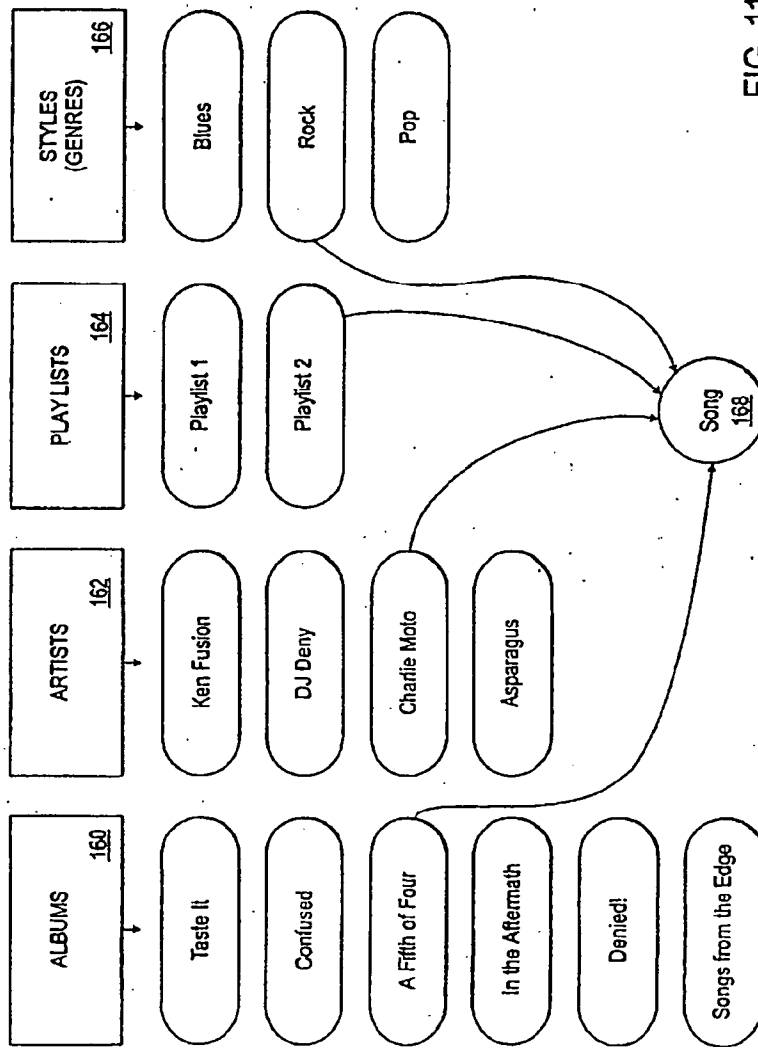 ALBUMS
160
Taste It
Confused
A Fifth of Four
In the Aftermath
Denied!
Songs from the Edge
ARTISTS
162
Ken Fusion
DJ Deny
Charlie Moto
Asparagus
PLAYLISTS
164
Playlist 1
Playlist 2
STYLES
(GENRES)
166
Blues
Rock
Pop
Song
168
FIG. 11